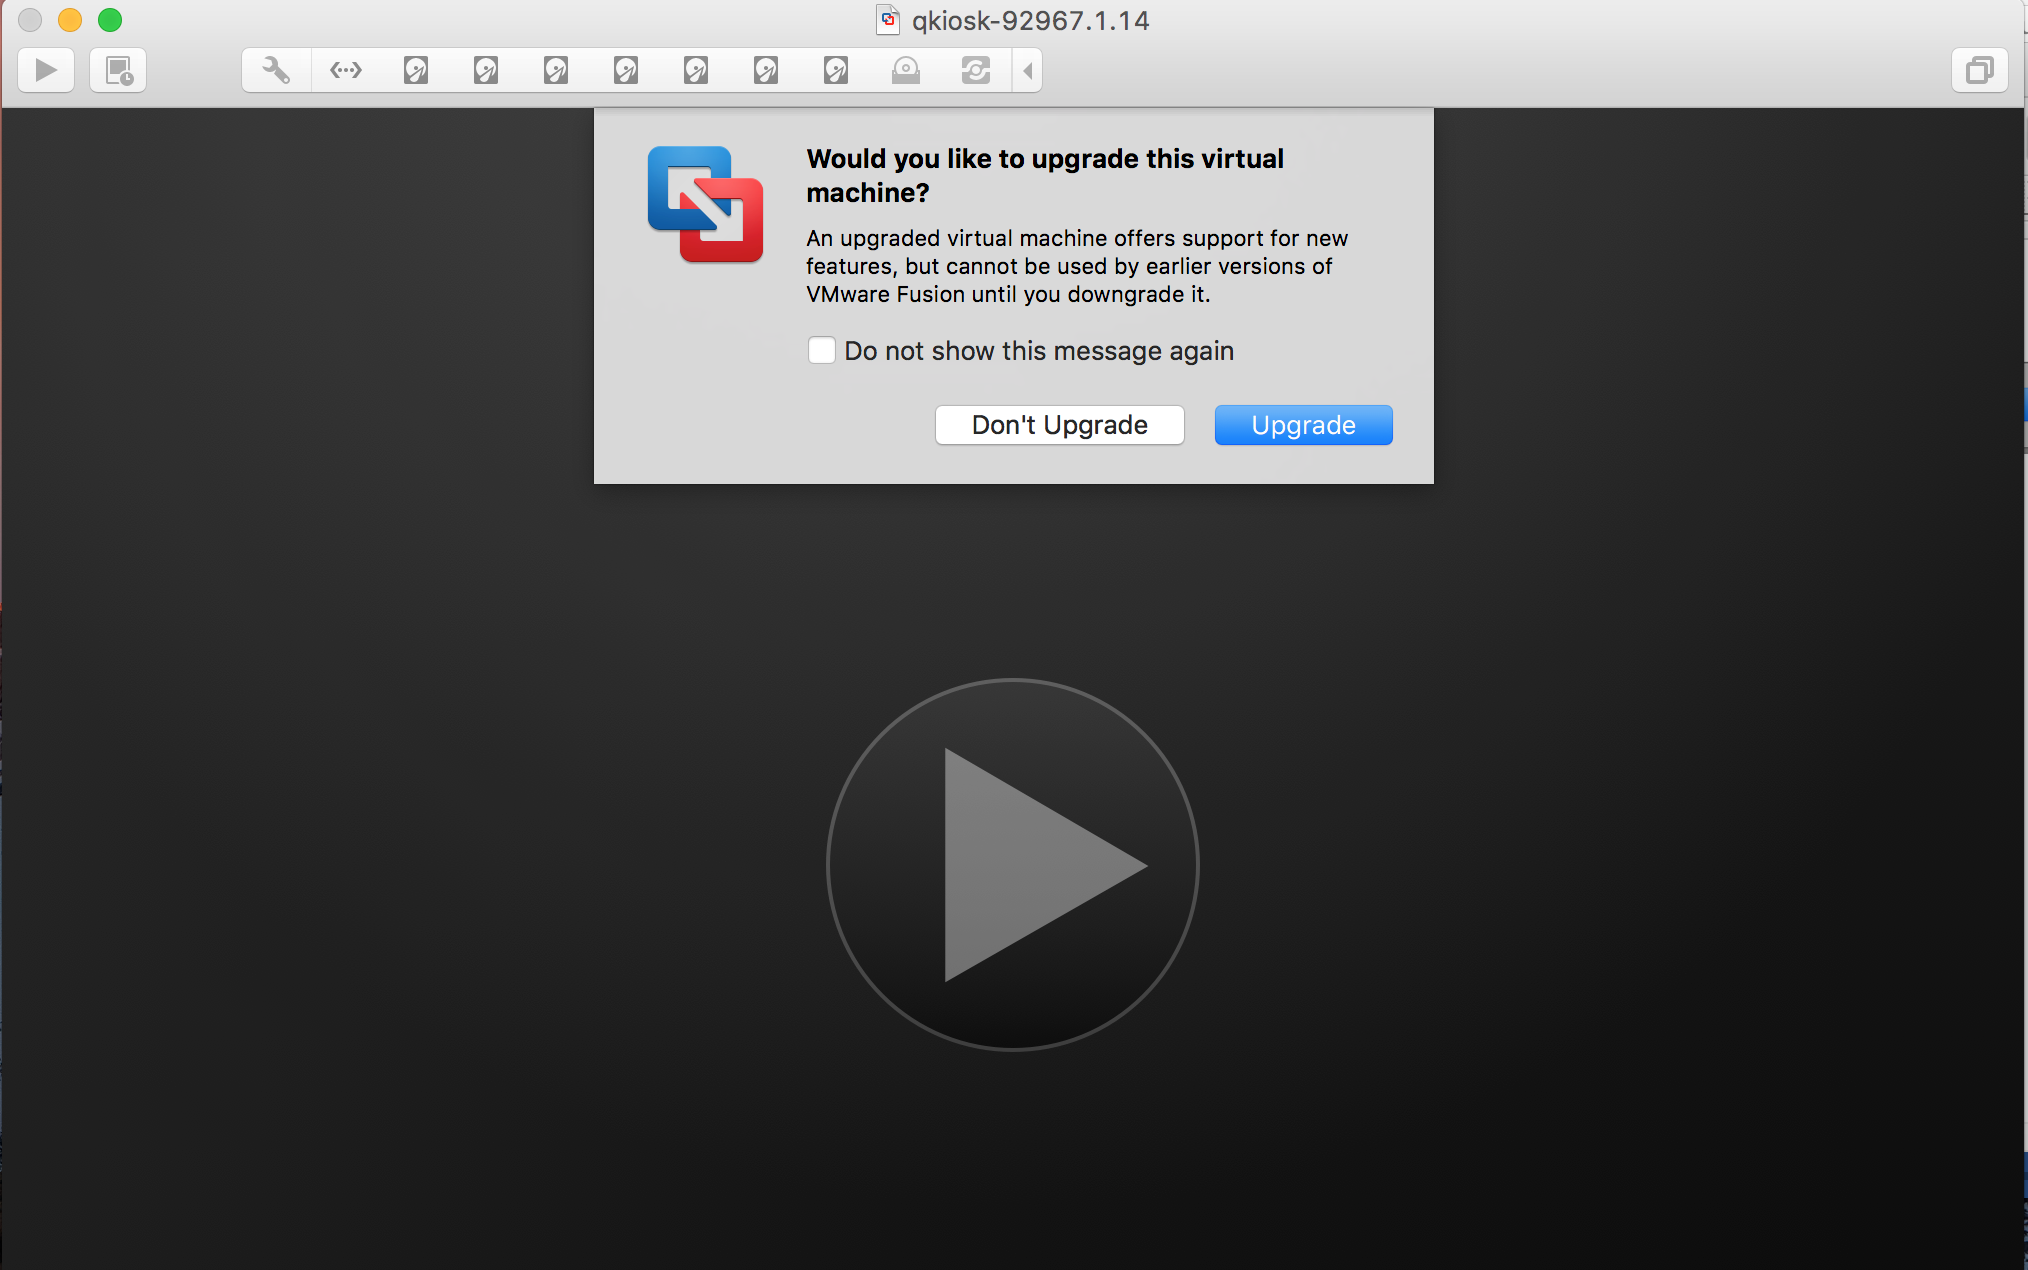 qkiosk-92967.1.14
Would you like to upgrade this virtual
machine?
An upgraded virtual machine offers support for new
features, but cannot be used by earlier versions of
VMware Fusion until you downgrade it.
Do not show this message again
Don't Upgrade
Upgrade